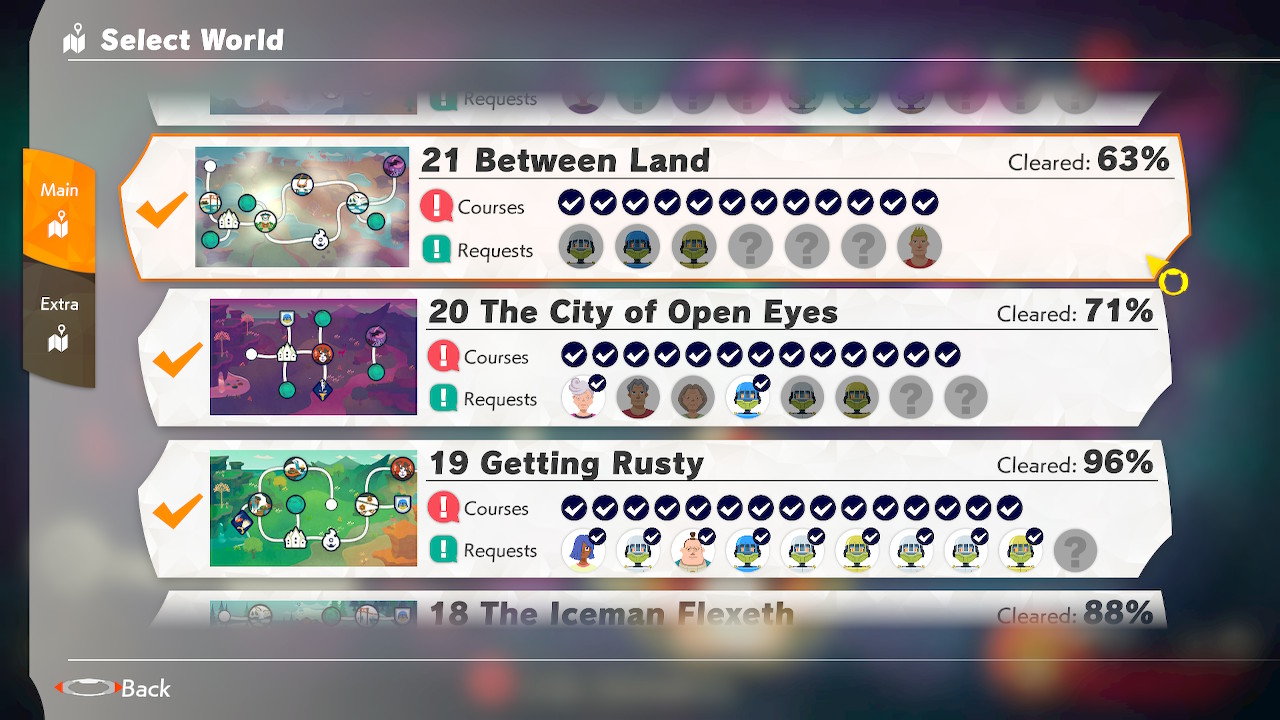 Select World
Requests
Main
Extra
21 Between Land
Cleared: 63%
! Courses
! Requests
? ? ?
20 The City of Open Eyes
Cleared: 71%
! Courses
! Requests
? ?
19 Getting Rusty
Cleared: 96%
! Courses
! Requests
?
18 The Iceman Flexeth
Cleared: 88%
Back